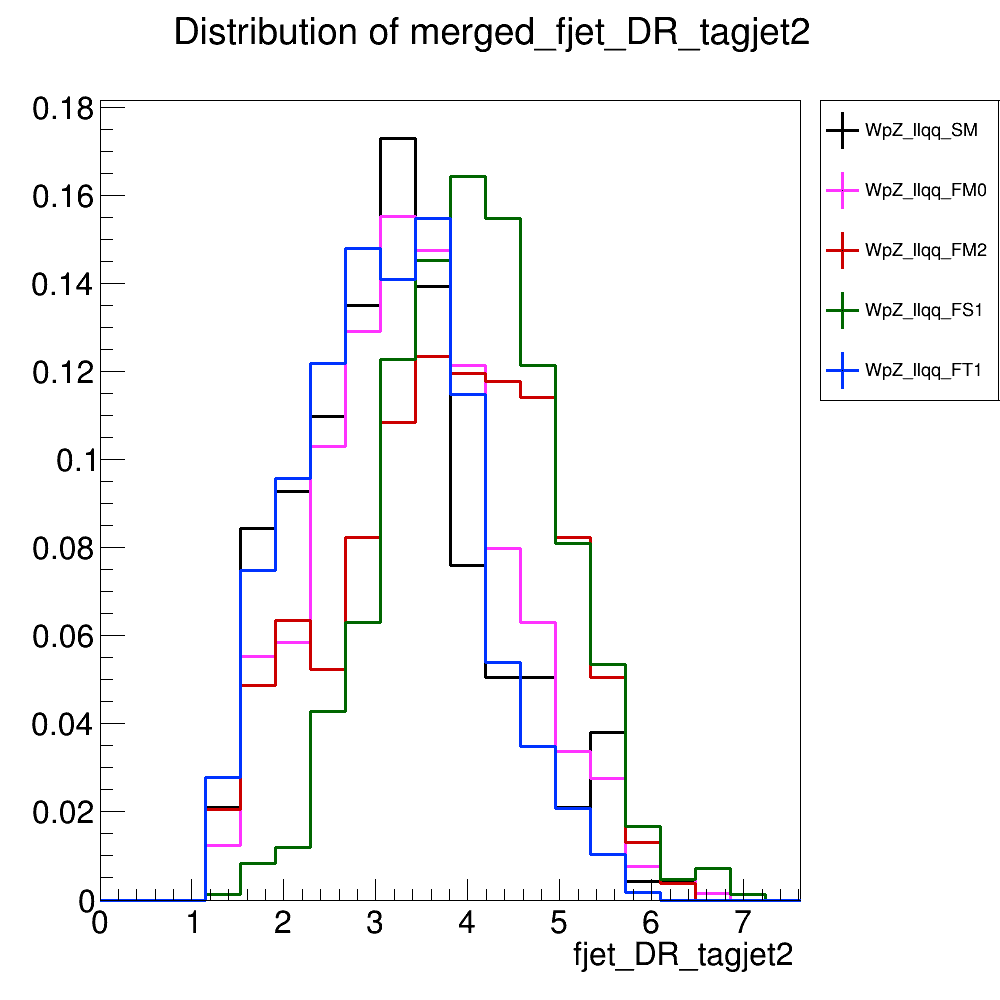 Distribution of merged_fjet_DR_tagjet2
0.18
0.16
0.14
0.12
0.1
0.08
0.06
0.04
0.02
0
0 1 2 3 4 5 6 7
fjet_DR_tagjet2
WpZ_llqq_SM
WpZ_llqq_FM0
WpZ_llqq_FM2
WpZ_llqq_FS1
WpZ_llqq_FT1